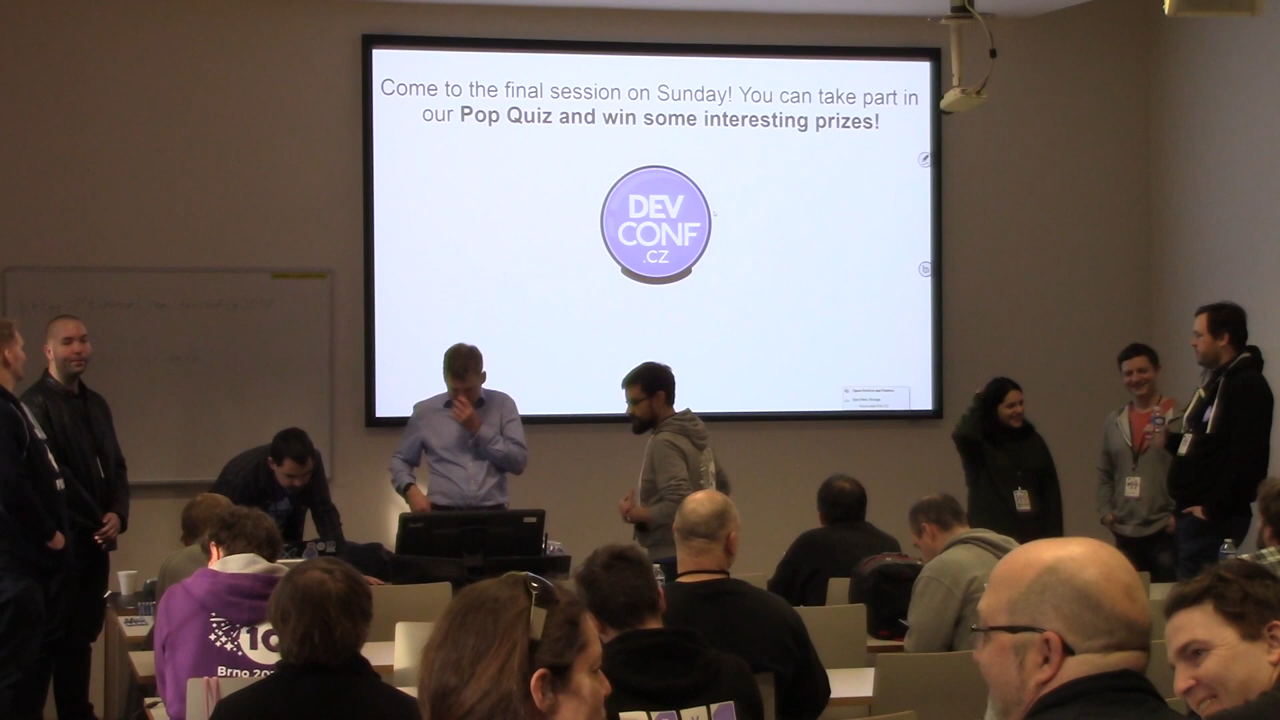 Come to the final session on Sunday! You can take part in
our Pop Quiz and win some interesting prizes!
DEV
CONF
.CZ
10
Brno 20